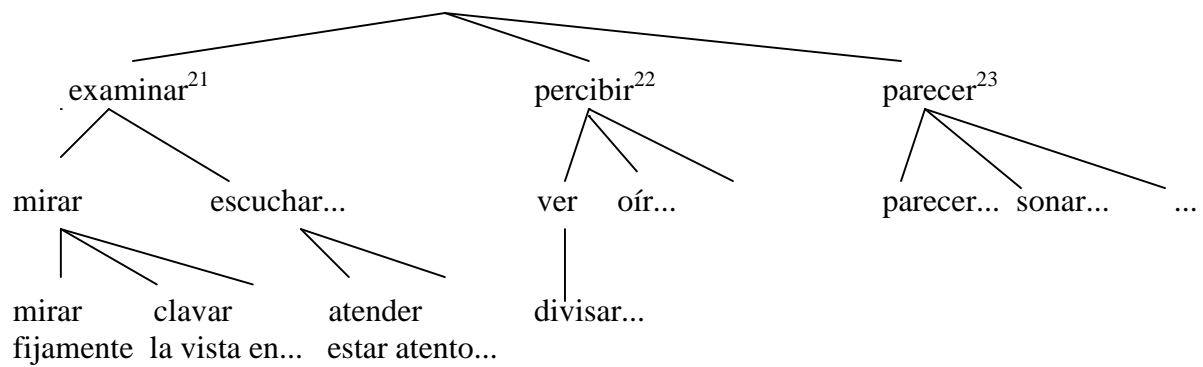 examinar21 percibir22 parecer23
mirar escuchar... ver oír... parecer... sonar... ...
mirar clavar atender divisar...
fijamente la vista en... estar atento...